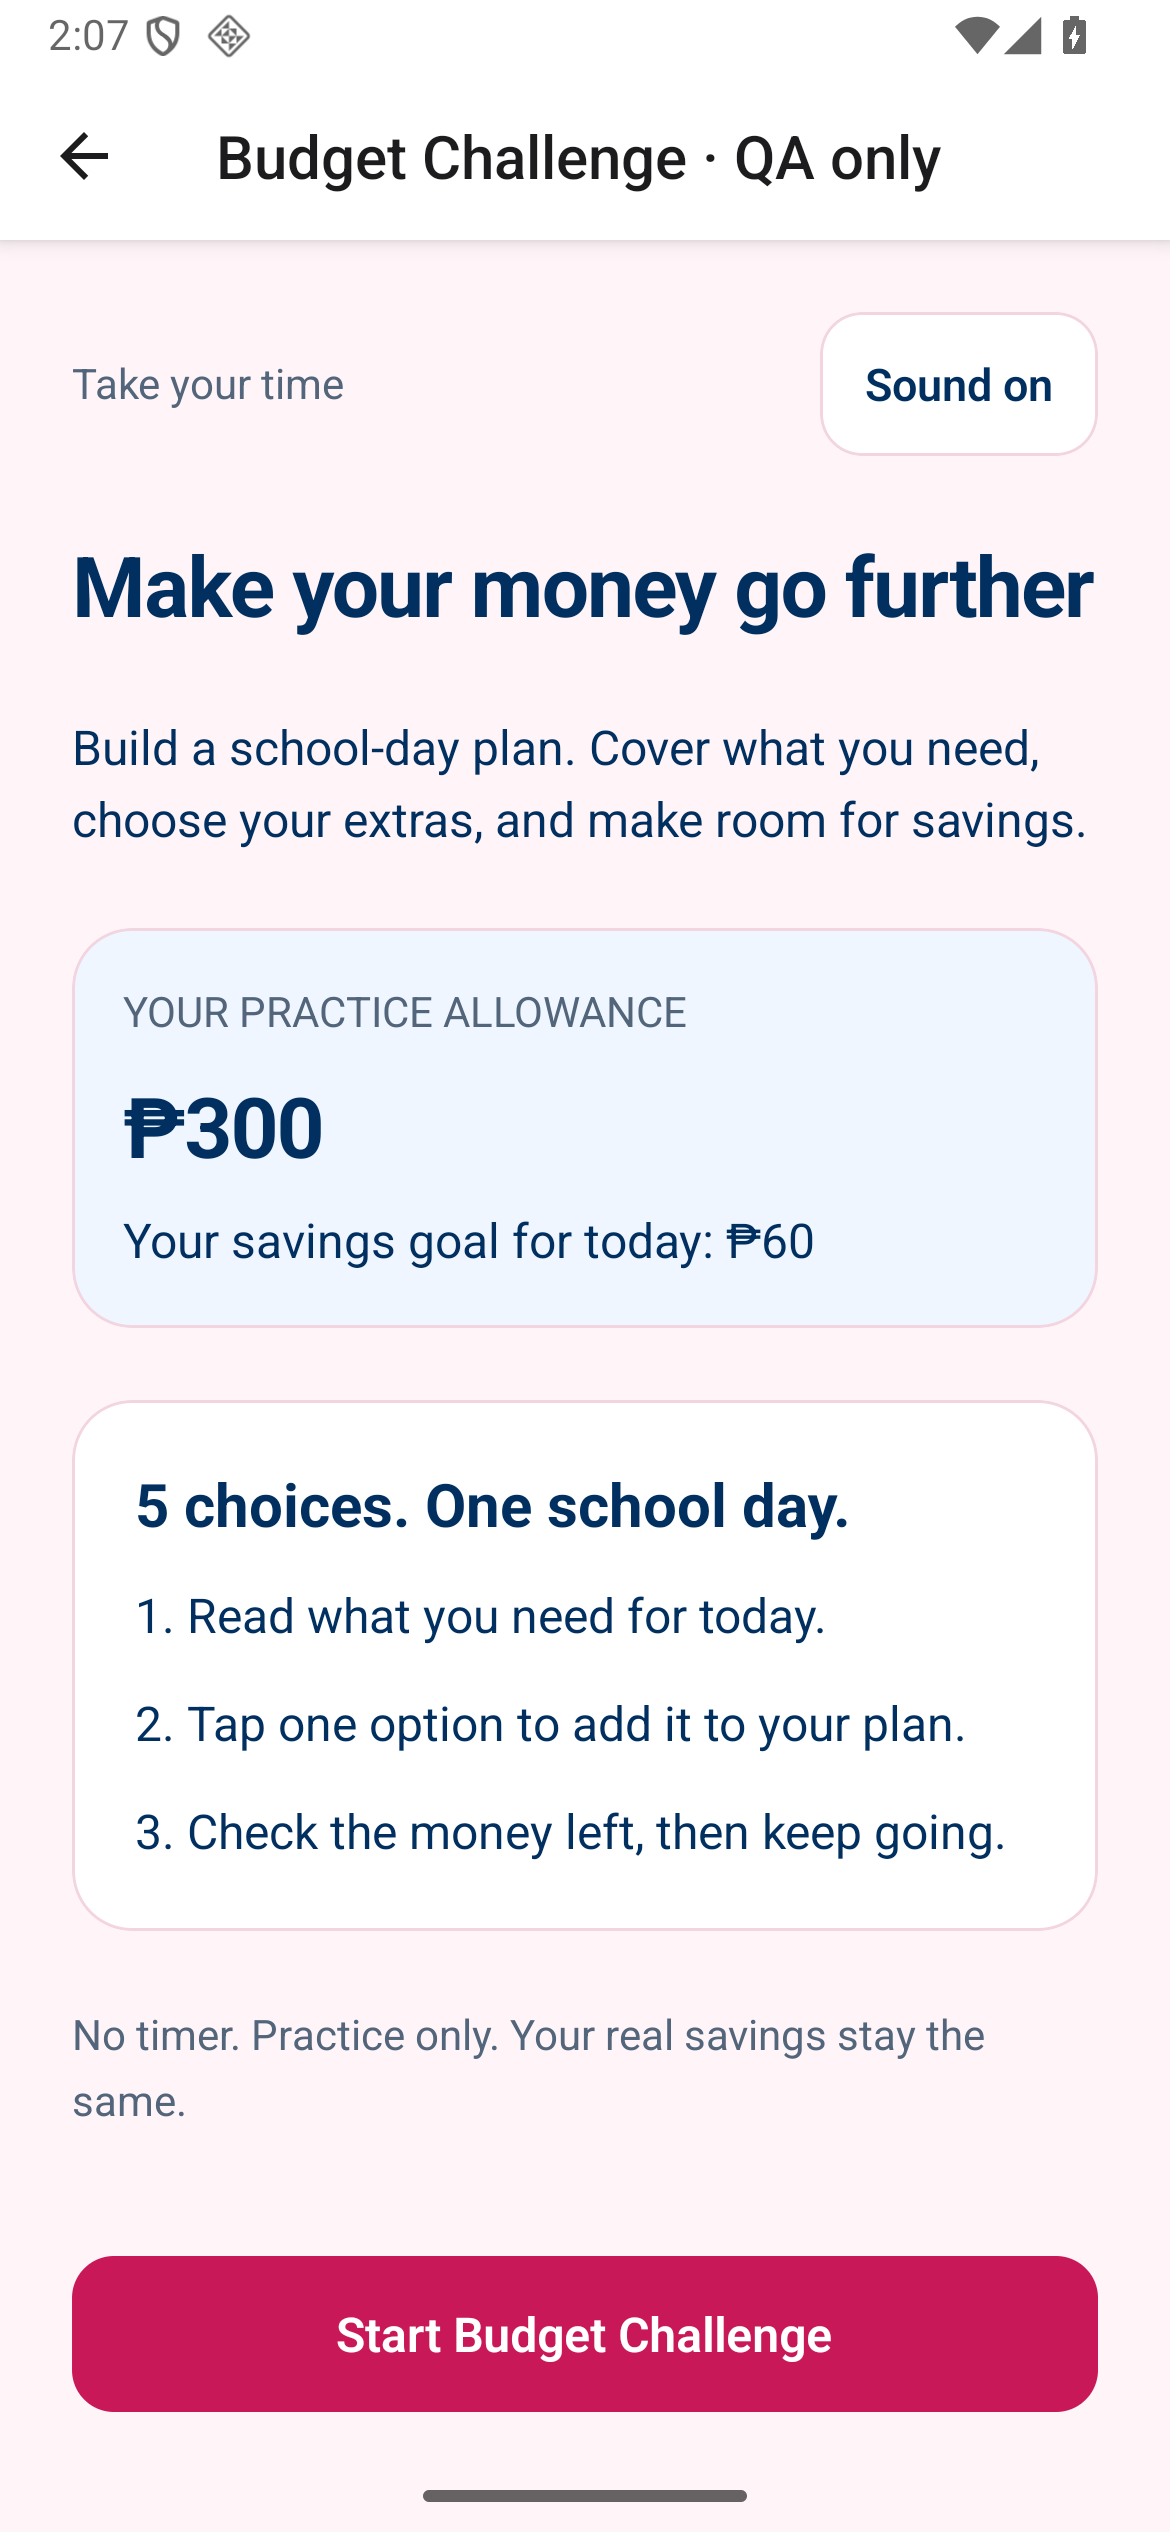 2:07
Budget Challenge · QA only
Take your time
Sound on
Make your money go further
Build a school-day plan. Cover what you need,
choose your extras, and make room for savings.
YOUR PRACTICE ALLOWANCE
₱300
Your savings goal for today: ₱60
5 choices. One school day.
1. Read what you need for today.
2. Tap one option to add it to your plan.
3. Check the money left, then keep going.
No timer. Practice only. Your real savings stay the
same.
Start Budget Challenge